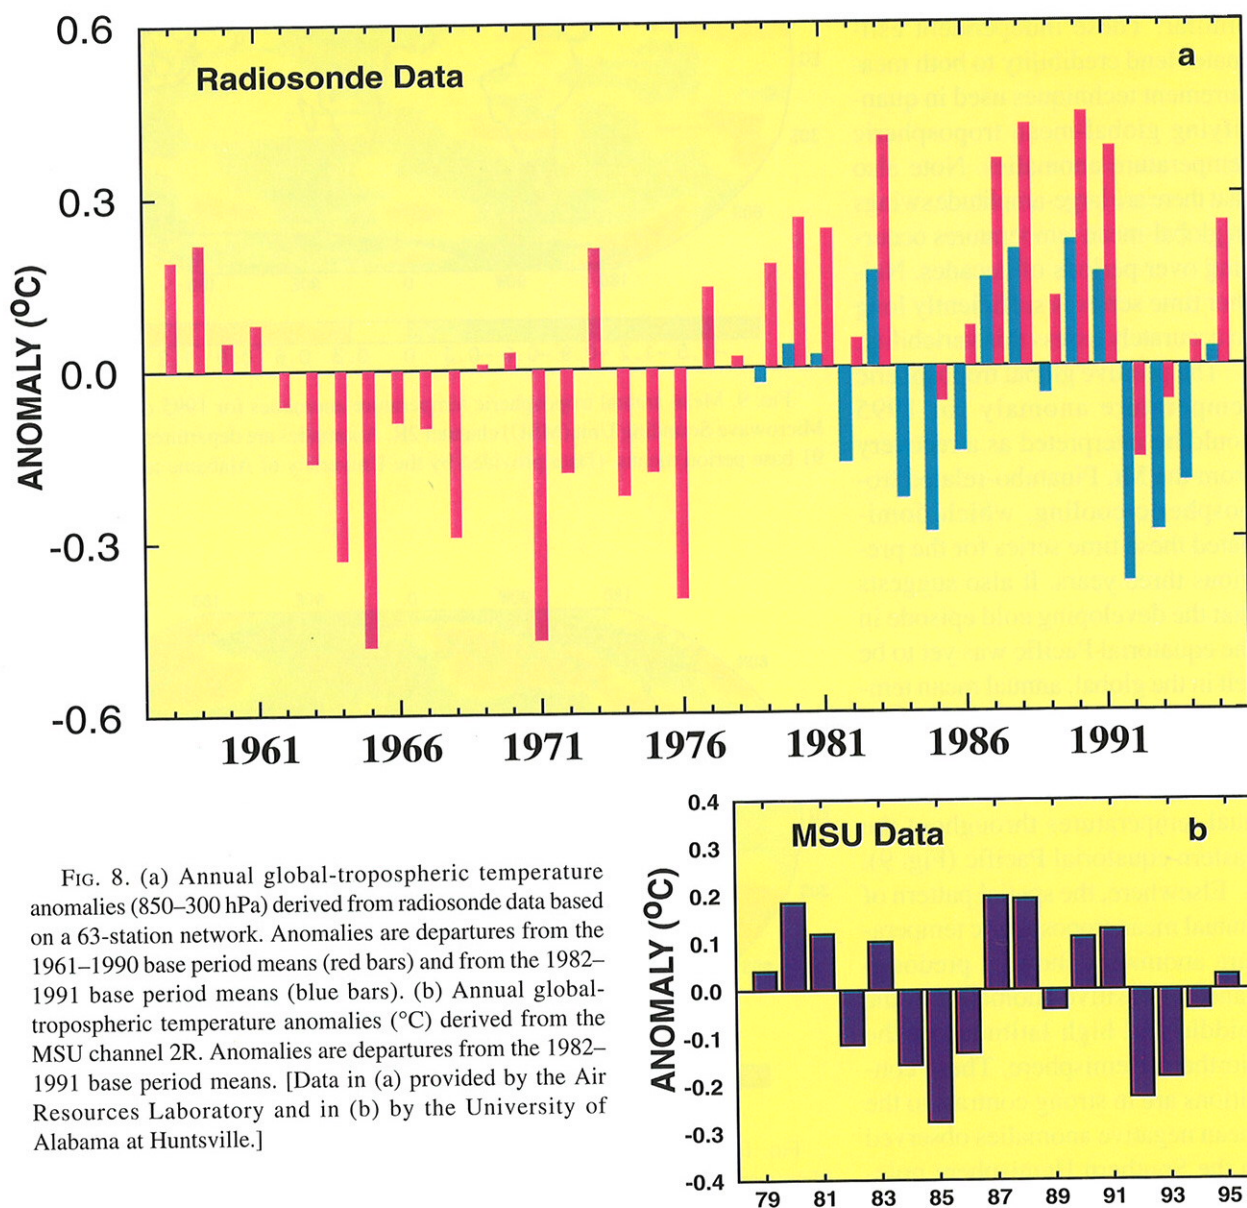 Radiosonde Data
a
0.6
0.3
0.0
-0.3
-0.6
ANOMALY (°C)
1961 1966 1971 1976 1981 1986 1991
MSU Data
b
0.4
0.3
0.2
0.1
0.0
-0.1
-0.2
-0.3
-0.4
ANOMALY (°C)
79 81 83 85 87 89 91 93 95
FIG. 8. (a) Annual global-tropospheric temperature
anomalies (850–300 hPa) derived from radiosonde data based
on a 63-station network. Anomalies are departures from the
1961–1990 base period means (red bars) and from the 1982–
1991 base period means (blue bars). (b) Annual global-
tropospheric temperature anomalies (°C) derived from the
MSU channel 2R. Anomalies are departures from the 1982–
1991 base period means. [Data in (a) provided by the Air
Resources Laboratory and in (b) by the University of
Alabama at Huntsville.]